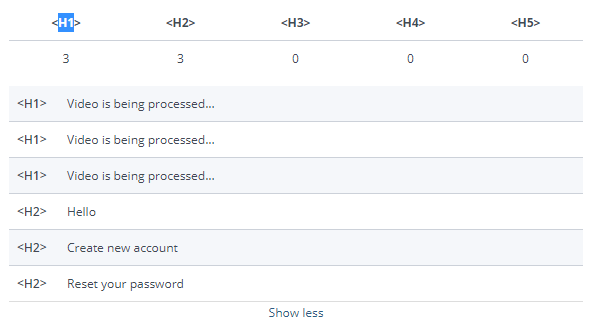 <H1> <H2> <H3> <H4> <H5>
3 3 0 0 0
<H1> Video is being processed...
<H1> Video is being processed...
<H1> Video is being processed...
<H2> Hello
<H2> Create new account
<H2> Reset your password
Show less